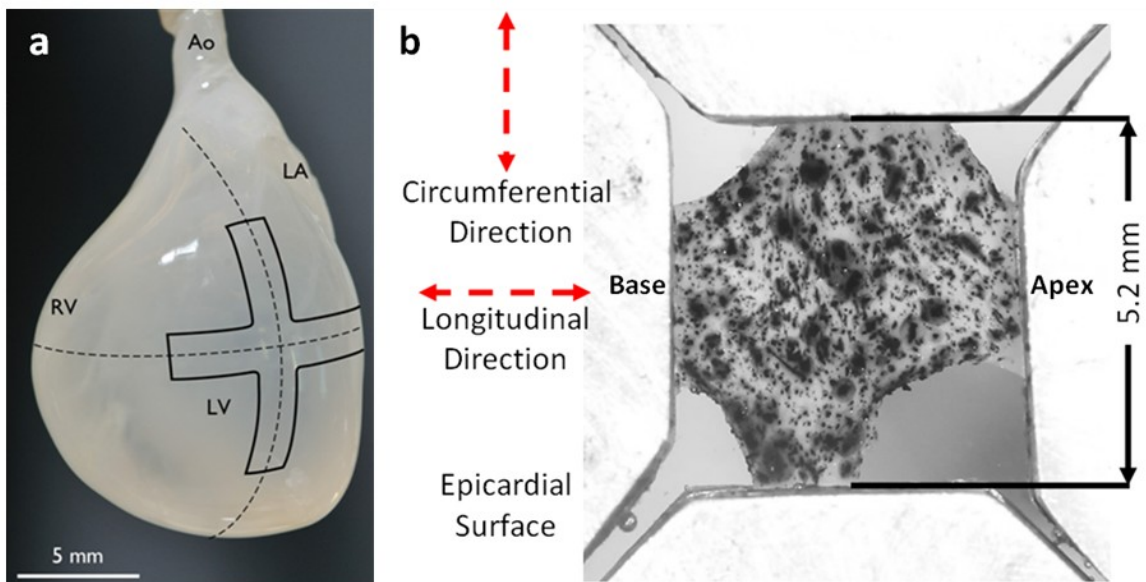 a
Ao
LA
RV
LV
5 mm
b
Circumferential
Direction
Longitudinal
Direction
Epicardial
Surface
Base
Apex
5.2 mm